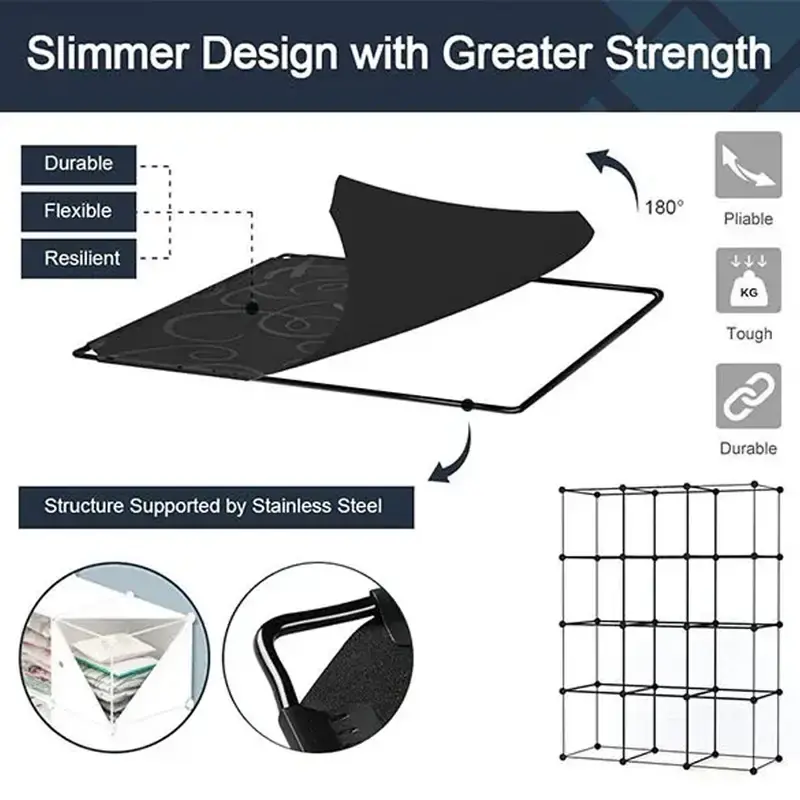 Slimmer Design with Greater Strength
Durable
Flexible
Resilient
180°
Pliable
KG
Tough
Durable
Structure Supported by Stainless Steel